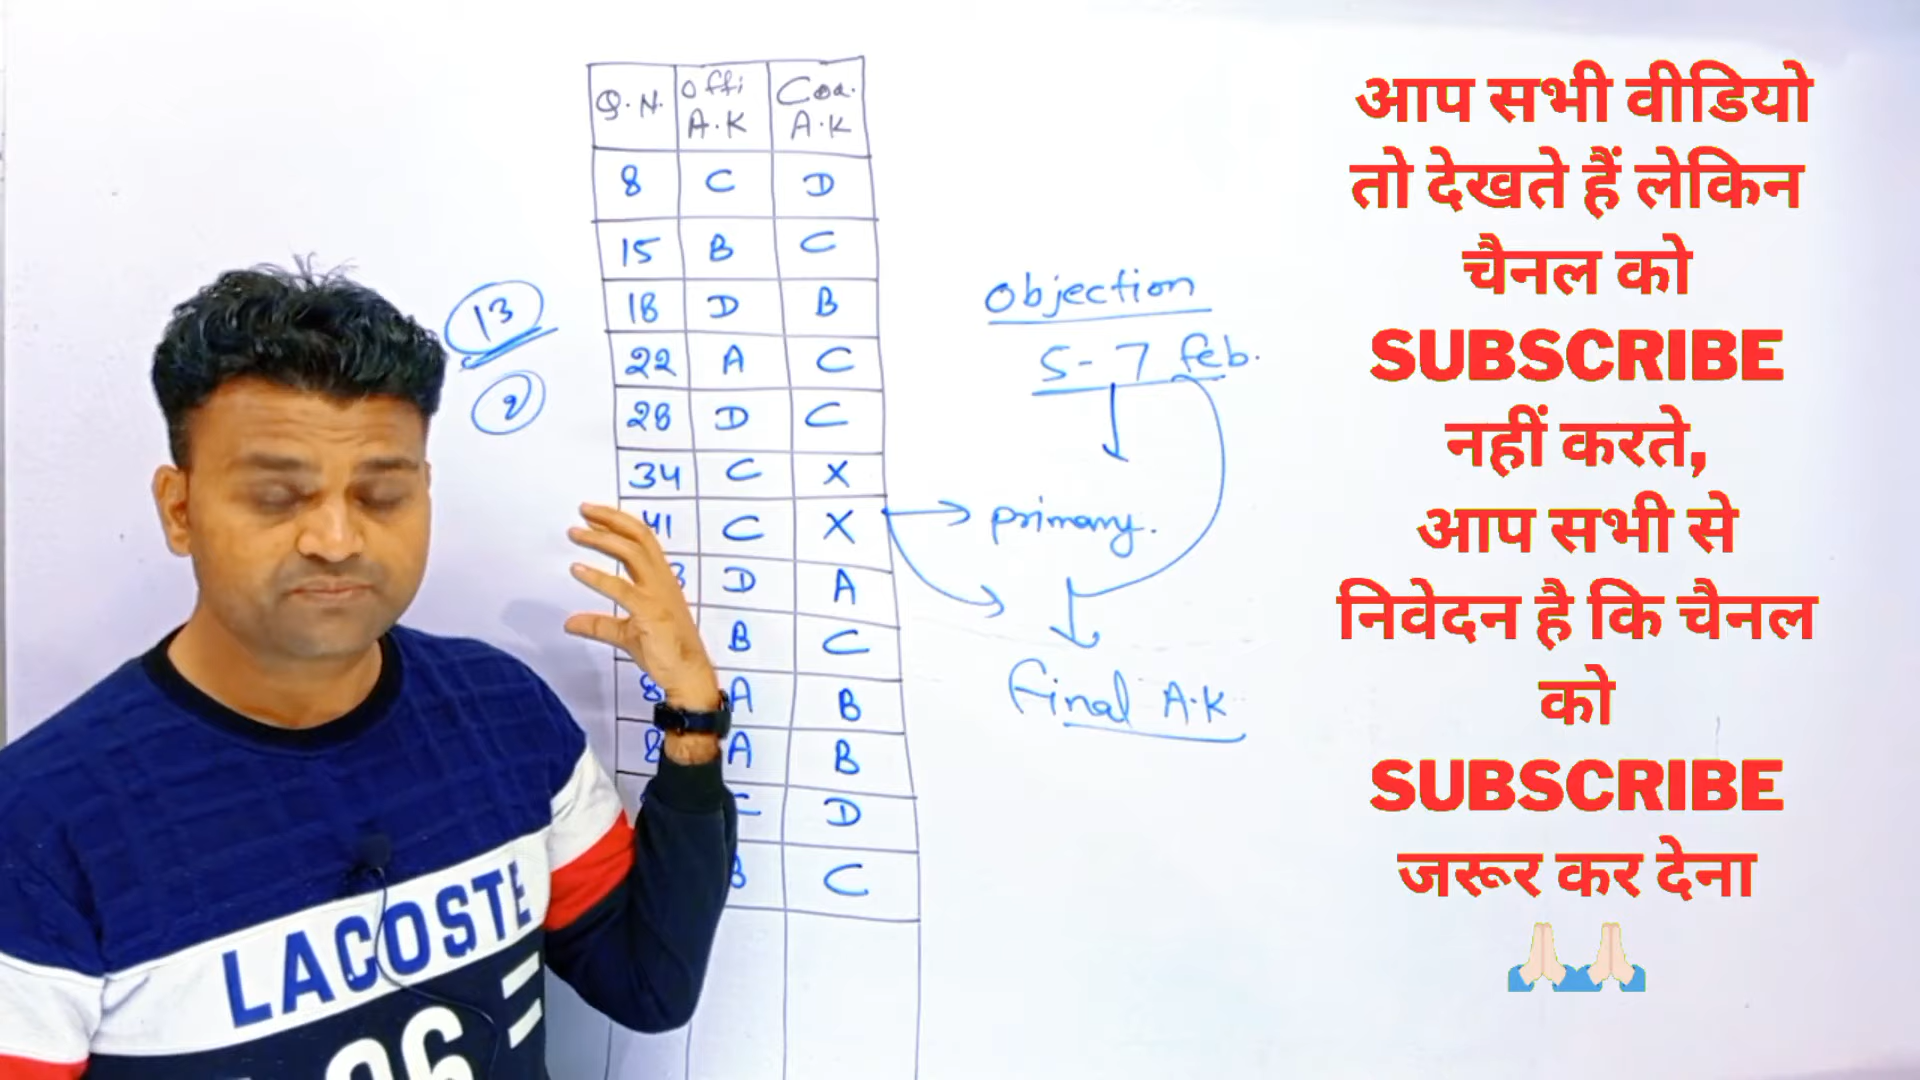 Q.N. Offi A.K Coa. A.K
8 C D
15 B C
18 D B
22 A C
28 D C
34 C X
41 C X
D A
B C
A B
A B
D
B C
13
objection
5-7 feb.
primary.
final A.K
LACOSTE
आप सभी वीडियो
तो देखते हैं लेकिन
चैनल को
SUBSCRIBE
नहीं करते,
आप सभी से
निवेदन है कि चैनल
को
SUBSCRIBE
जरूर कर देना